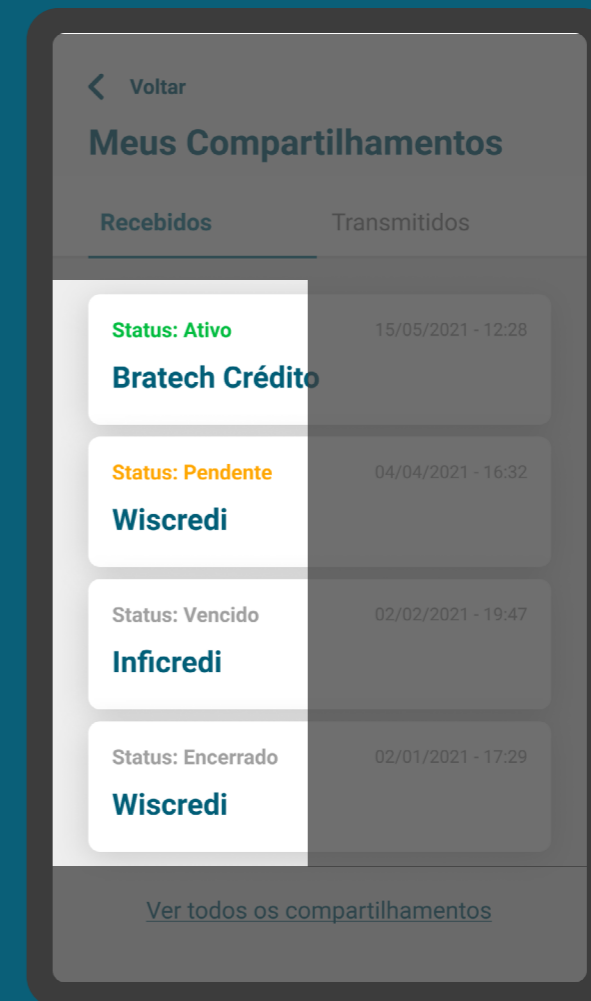 Voltar
Meus Compartilhamentos
Recebidos Transmitidos
Status: Ativo 15/05/2021 - 12:28
Bratech Crédito
Status: Pendente 04/04/2021 - 16:32
Wiscredi
Status: Vencido 02/02/2021 - 19:47
Inficredi
Status: Encerrado 02/01/2021 - 17:29
Wiscredi
Ver todos os compartilhamentos